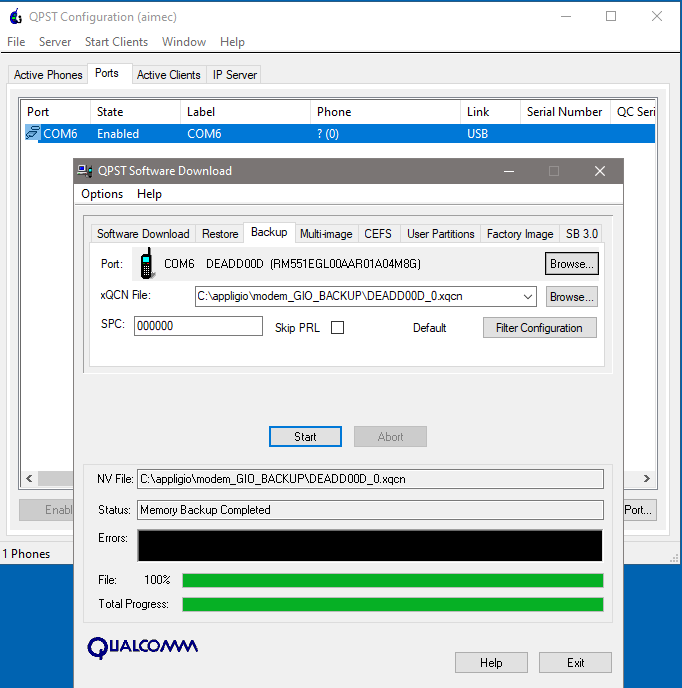 QPST Configuration (aimec)
File Server Start Clients Window Help
Active Phones Ports Active Clients IP Server
Port State Label Phone Link Serial Number QC Seri
COM6 Enabled COM6 ? (0) USB
QPST Software Download
Options Help
Software Download Restore Backup Multi-image CEFS User Partitions Factory Image SB 3.0
Port: COM6 DEADD00D (RM551EGL00AAR01A04M8G) Browse...
xQCN File: C:\appligio\modem_GIO_BACKUP\DEADD00D_0.xqcn Browse...
SPC: 000000 Skip PRL Default Filter Configuration
Start Abort
NV File: C:\appligio\modem_GIO_BACKUP\DEADD00D_0.xqcn
Enabl Status: Memory Backup Completed Port...
Errors:
1 Phones
File: 100%
Total Progress:
QUALCOMM
Help Exit